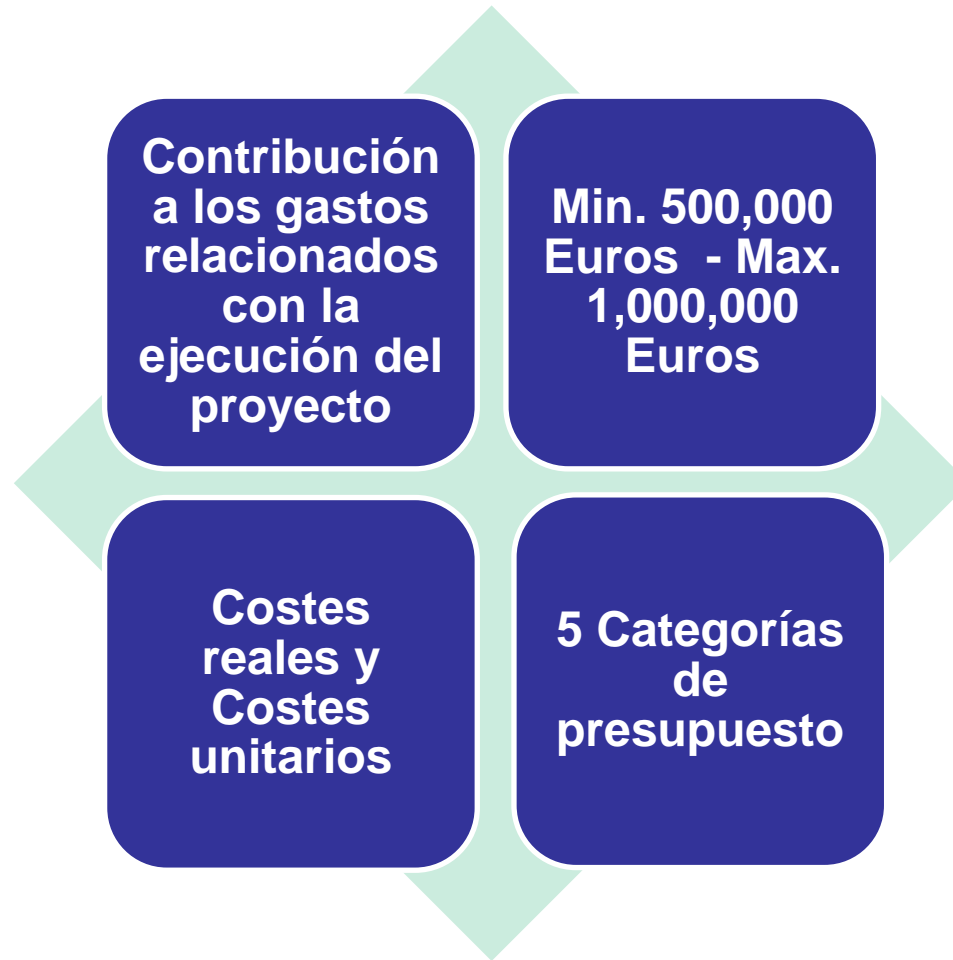 Contribución
a los gastos
relacionados
con la
ejecución del
proyecto
Min. 500,000
Euros  - Max.
1,000,000
Euros
Costes
reales y
Costes
unitarios
5 Categorías
de
presupuesto